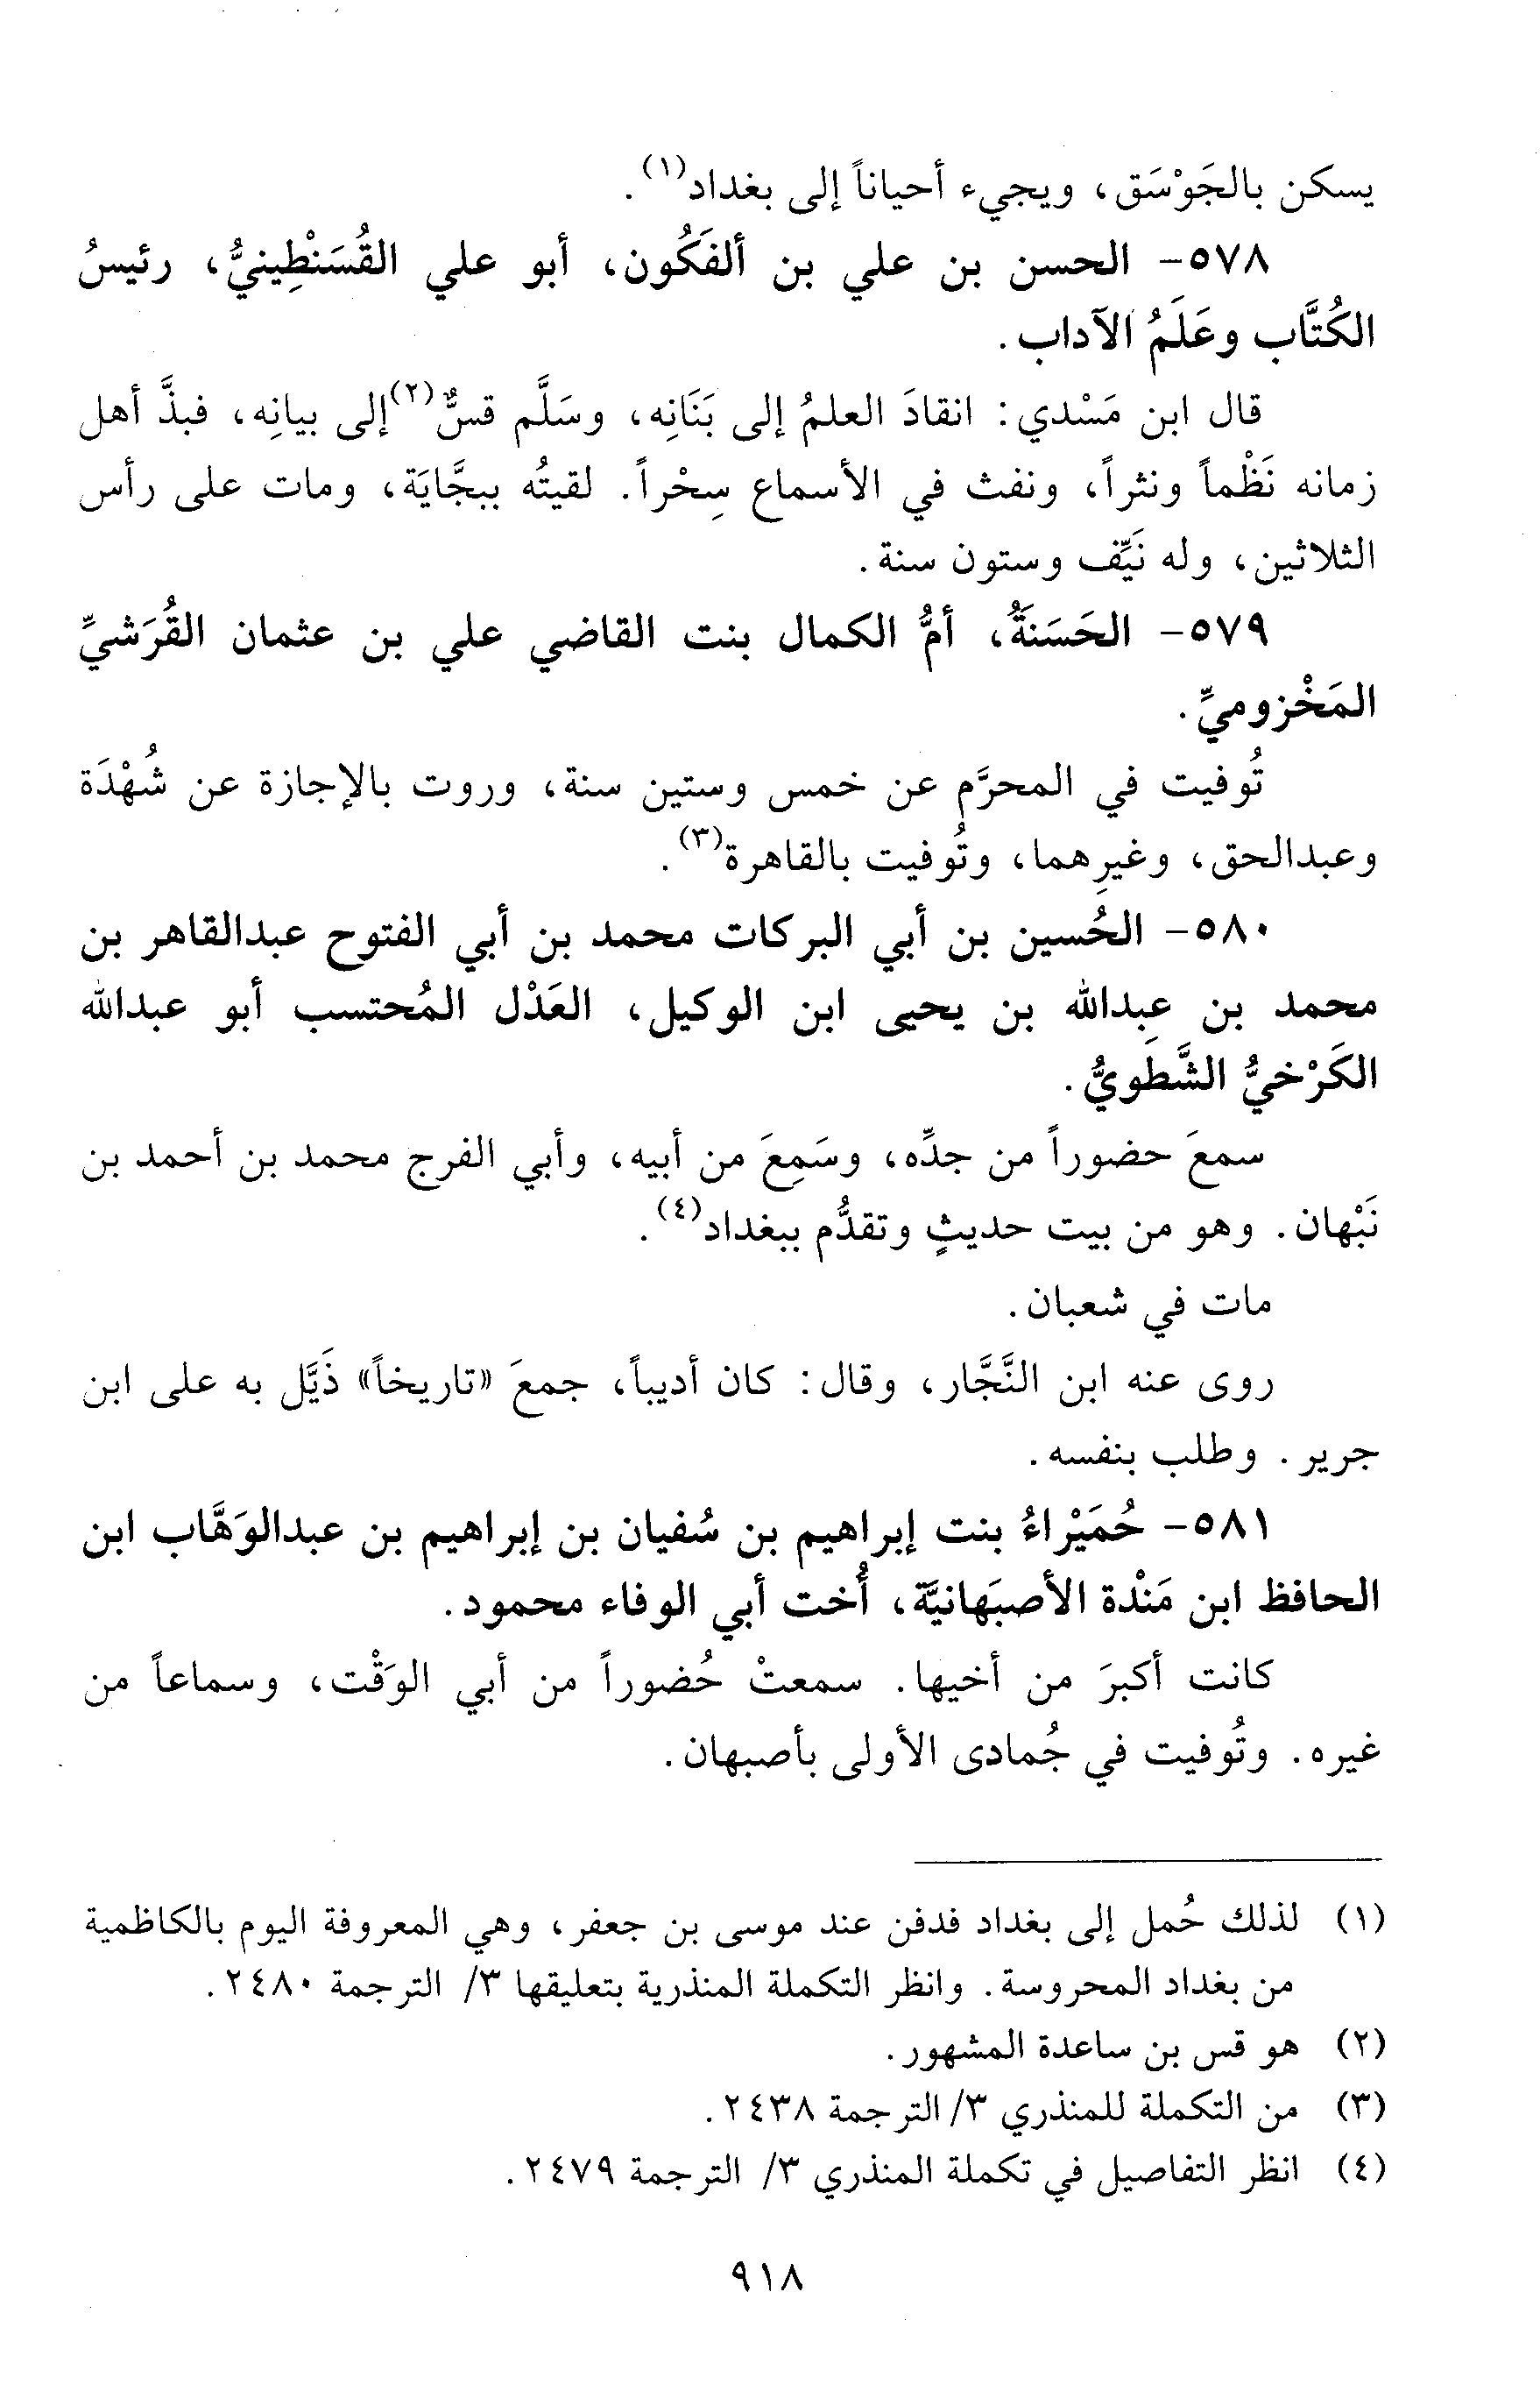 يسكن بالجَوْسَق، ويجيء أحياناً إلى بغداد(١).
٥٧٨- الحسن بن علي بن ألفَكُون، أبو علي القُسَنْطِينيُّ، رئيسُ
الكُتَّاب وعَلَمُ الآداب.
قال ابن مَسْدي: انقادَ العلمُ إلى بَنَانِه، وسَلَّم قسٌّ(٢) إلى بيانِه، فبذَّ أهل
زمانه نَظْماً ونثراً، ونفث في الأسماع سِحْراً. لقيتُه ببجَّايَة، ومات على رأس
الثلاثين، وله نَيِّف وستون سنة.
٥٧٩- الحَسَنةُ، أمُّ الكمال بنت القاضي علي بن عثمان القُرَشيِّ
المَخْزوميِّ.
تُوفيت في المحرَّم عن خمس وستين سنة، وروت بالإجازة عن شُهْدَة
وعبدالحق، وغيرِهما، وتُوفيت بالقاهرة(٣).
٥٨٠- الحُسين بن أبي البركات محمد بن أبي الفتوح عبدالقاهر بن
محمد بن عبدالله بن يحيى ابن الوكيل، العَدْل المُحتسب أبو عبدالله
الكَرْخيُّ الشَّطَويُّ.
سمعَ حضوراً من جدِّه، وسَمِعَ من أبيه، وأبي الفرج محمد بن أحمد بن
نَبْهان. وهو من بيت حديثٍ وتقدُّم ببغداد(٤).
مات في شعبان.
روى عنه ابن النَّجَّار، وقال: كان أديباً، جمعَ «تاريخاً» ذَيَّل به على ابن
جرير. وطلب بنفسه.
٥٨١- حُمَيْراءُ بنت إبراهيم بن سُفيان بن إبراهيم بن عبدالوَهَّاب ابن
الحافظ ابن مَنْدة الأصبَهانيَّة، أُخت أبي الوفاء محمود.
كانت أكبرَ من أخيها. سمعتْ حُضوراً من أبي الوَقْت، وسماعاً من
غيره. وتُوفيت في جُمادى الأولى بأصبهان.
(١) لذلك حُمل إلى بغداد فدفن عند موسى بن جعفر، وهي المعروفة اليوم بالكاظمية
من بغداد المحروسة. وانظر التكملة المنذرية بتعليقها ٣/ الترجمة ٢٤٨٠.
(٢) هو قس بن ساعدة المشهور.
(٣) من التكملة للمنذري ٣/ الترجمة ٢٤٣٨.
(٤) انظر التفاصيل في تكملة المنذري ٣/ الترجمة ٢٤٧٩.
٩١٨